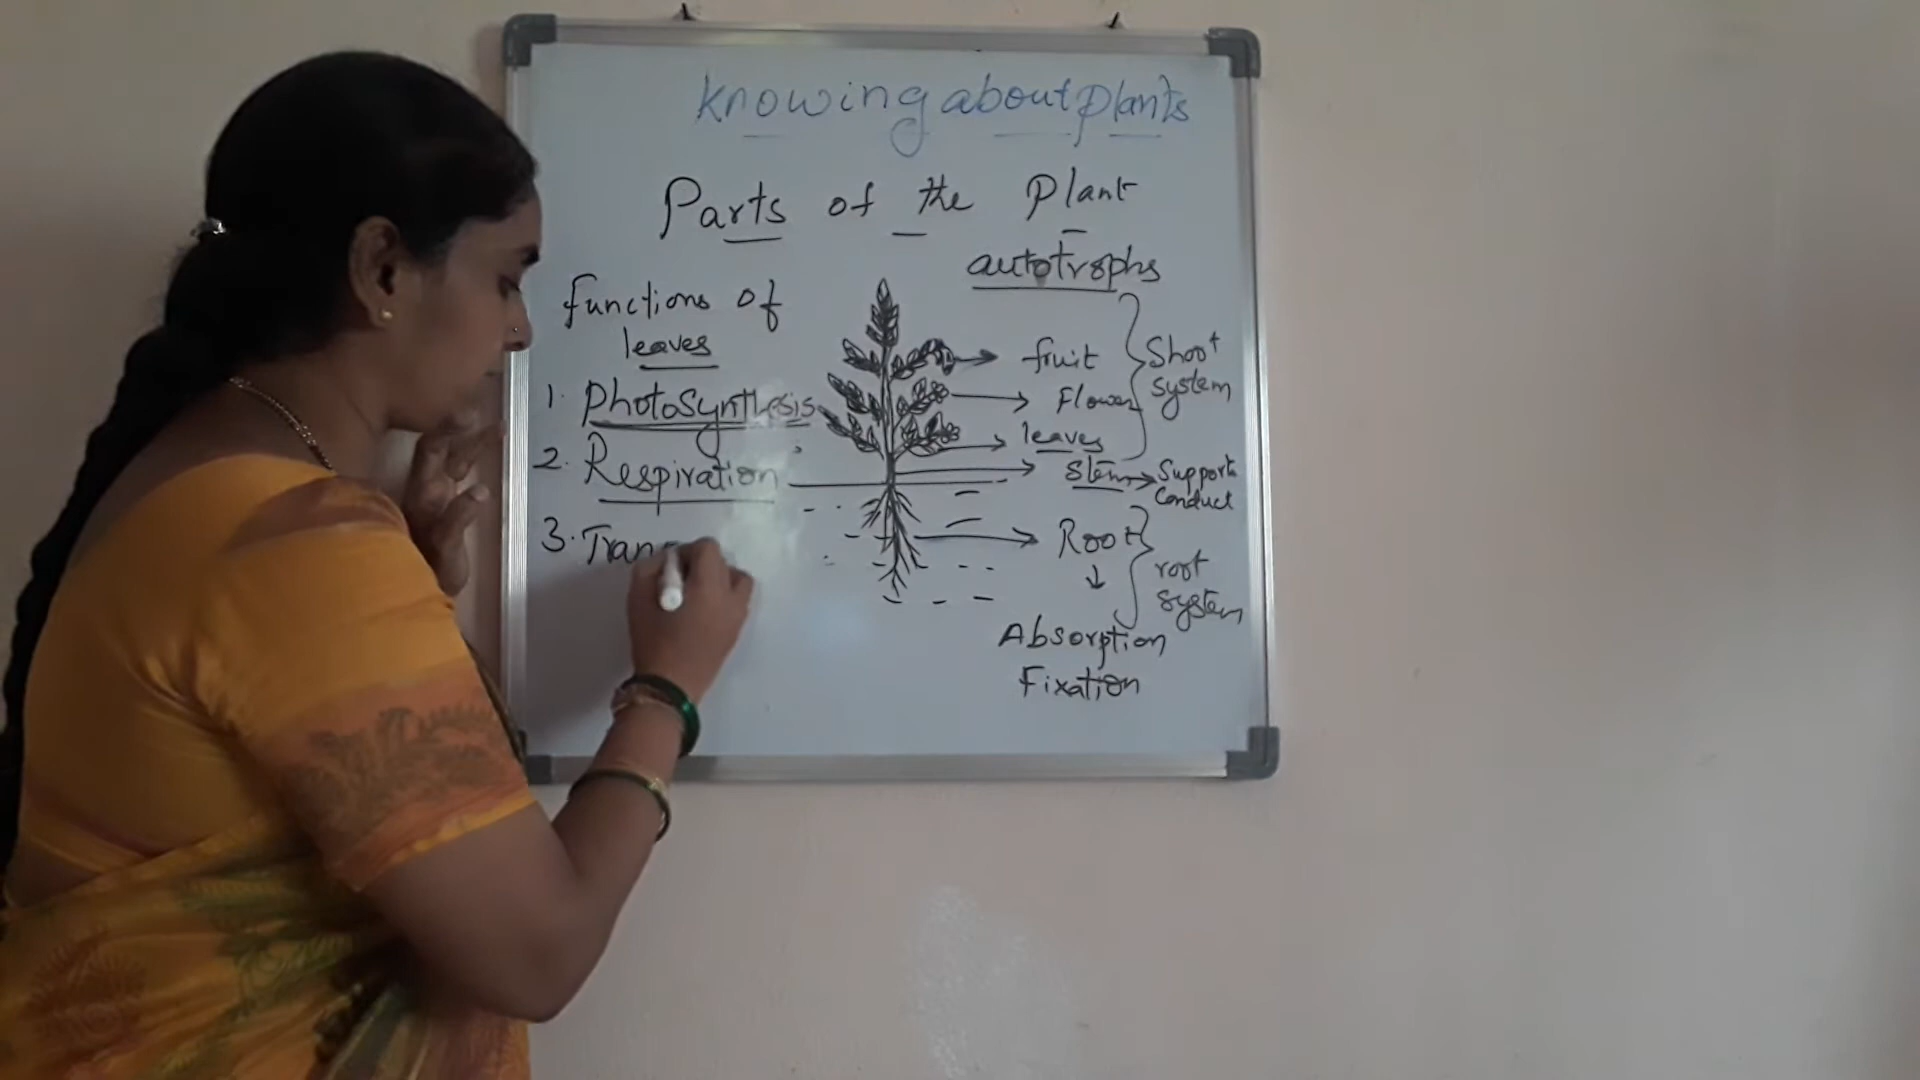 Knowing about plants
Parts of the Plant
autotrophs
functions of
leaves
1. Photosynthesis
2. Respiration
3. Tran
fruit
Flower
leaves
Stem
Support
Conduct
Shoot
system
Root
root
system
Absorption
Fixation